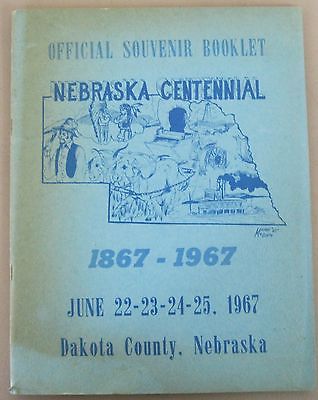 OFFICIAL SOUVENIR BOOKLET
NEBRASKA CENTENNIAL
1867 - 1967
JUNE 22-23-24-25, 1967
Dakota County, Nebraska